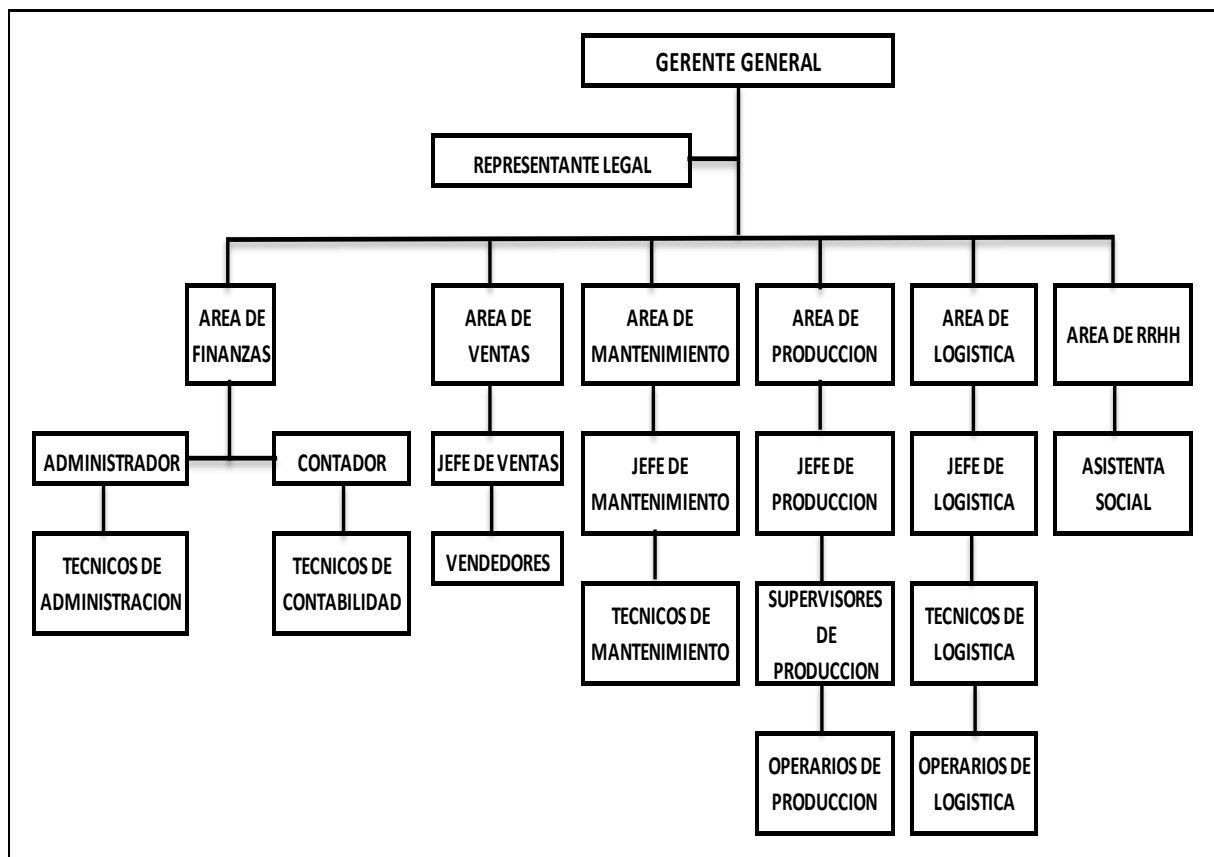 GERENTE GENERAL
REPRESENTANTE LEGAL
AREA DE
FINANZAS
AREA DE
VENTAS
AREA DE
MANTENIMIENTO
AREA DE
PRODUCCION
AREA DE
LOGISTICA
AREA DE RRHH
ADMINISTRADOR
CONTADOR
JEFE DE VENTAS
JEFE DE
MANTENIMIENTO
JEFE DE
PRODUCCION
JEFE DE
LOGISTICA
ASISTENTA
SOCIAL
TECNICOS DE
ADMINISTRACION
TECNICOS DE
CONTABILIDAD
VENDEDORES
TECNICOS DE
MANTENIMIENTO
SUPERVISORES
DE
PRODUCCION
TECNICOS DE
LOGISTICA
OPERARIOS DE
PRODUCCION
OPERARIOS DE
LOGISTICA